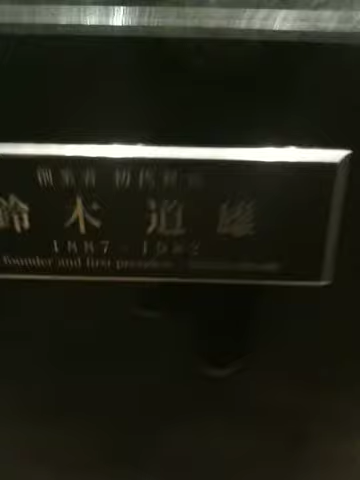 創業者 初代社長
鈴木道雄
1887-1982
founder and first president